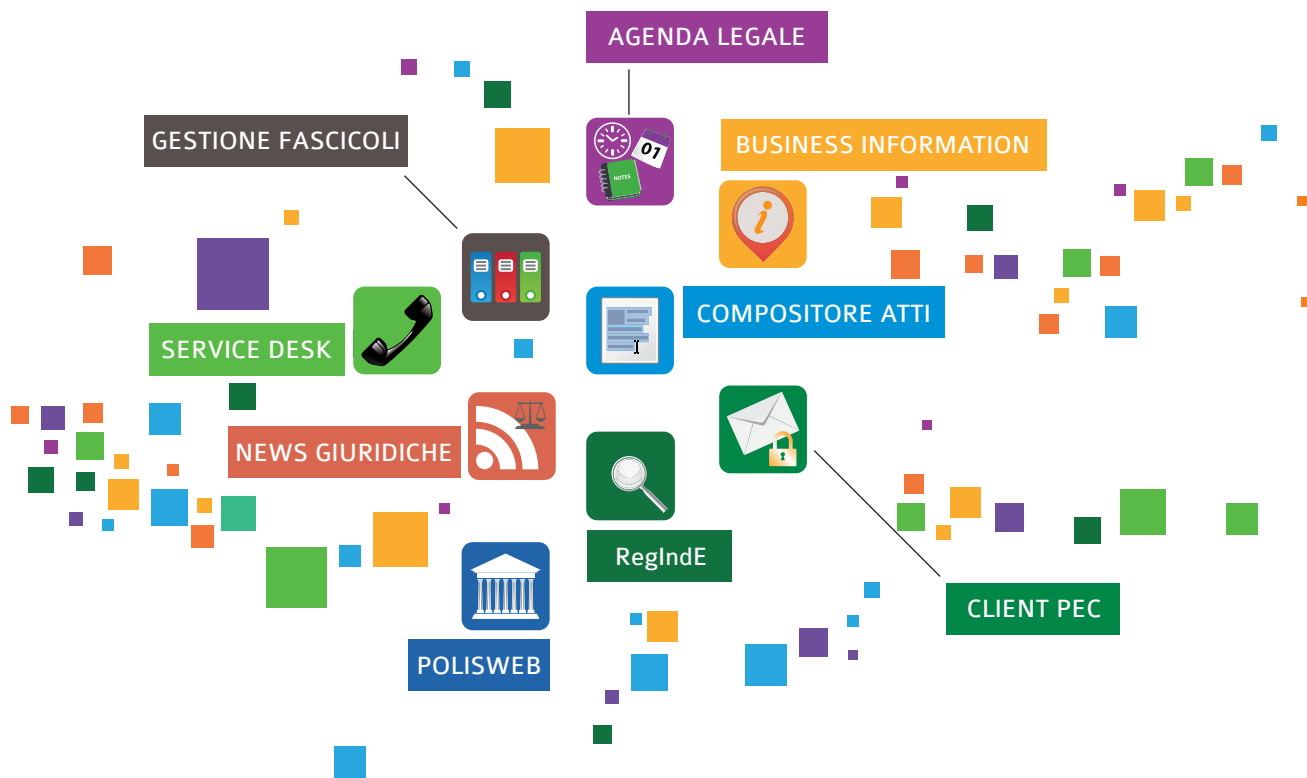 AGENDA LEGALE
GESTIONE FASCICOLI
BUSINESS INFORMATION
01
NOTES
COMPOSITORE ATTI
SERVICE DESK
NEWS GIURIDICHE
RegIndE
CLIENT PEC
POLISWEB